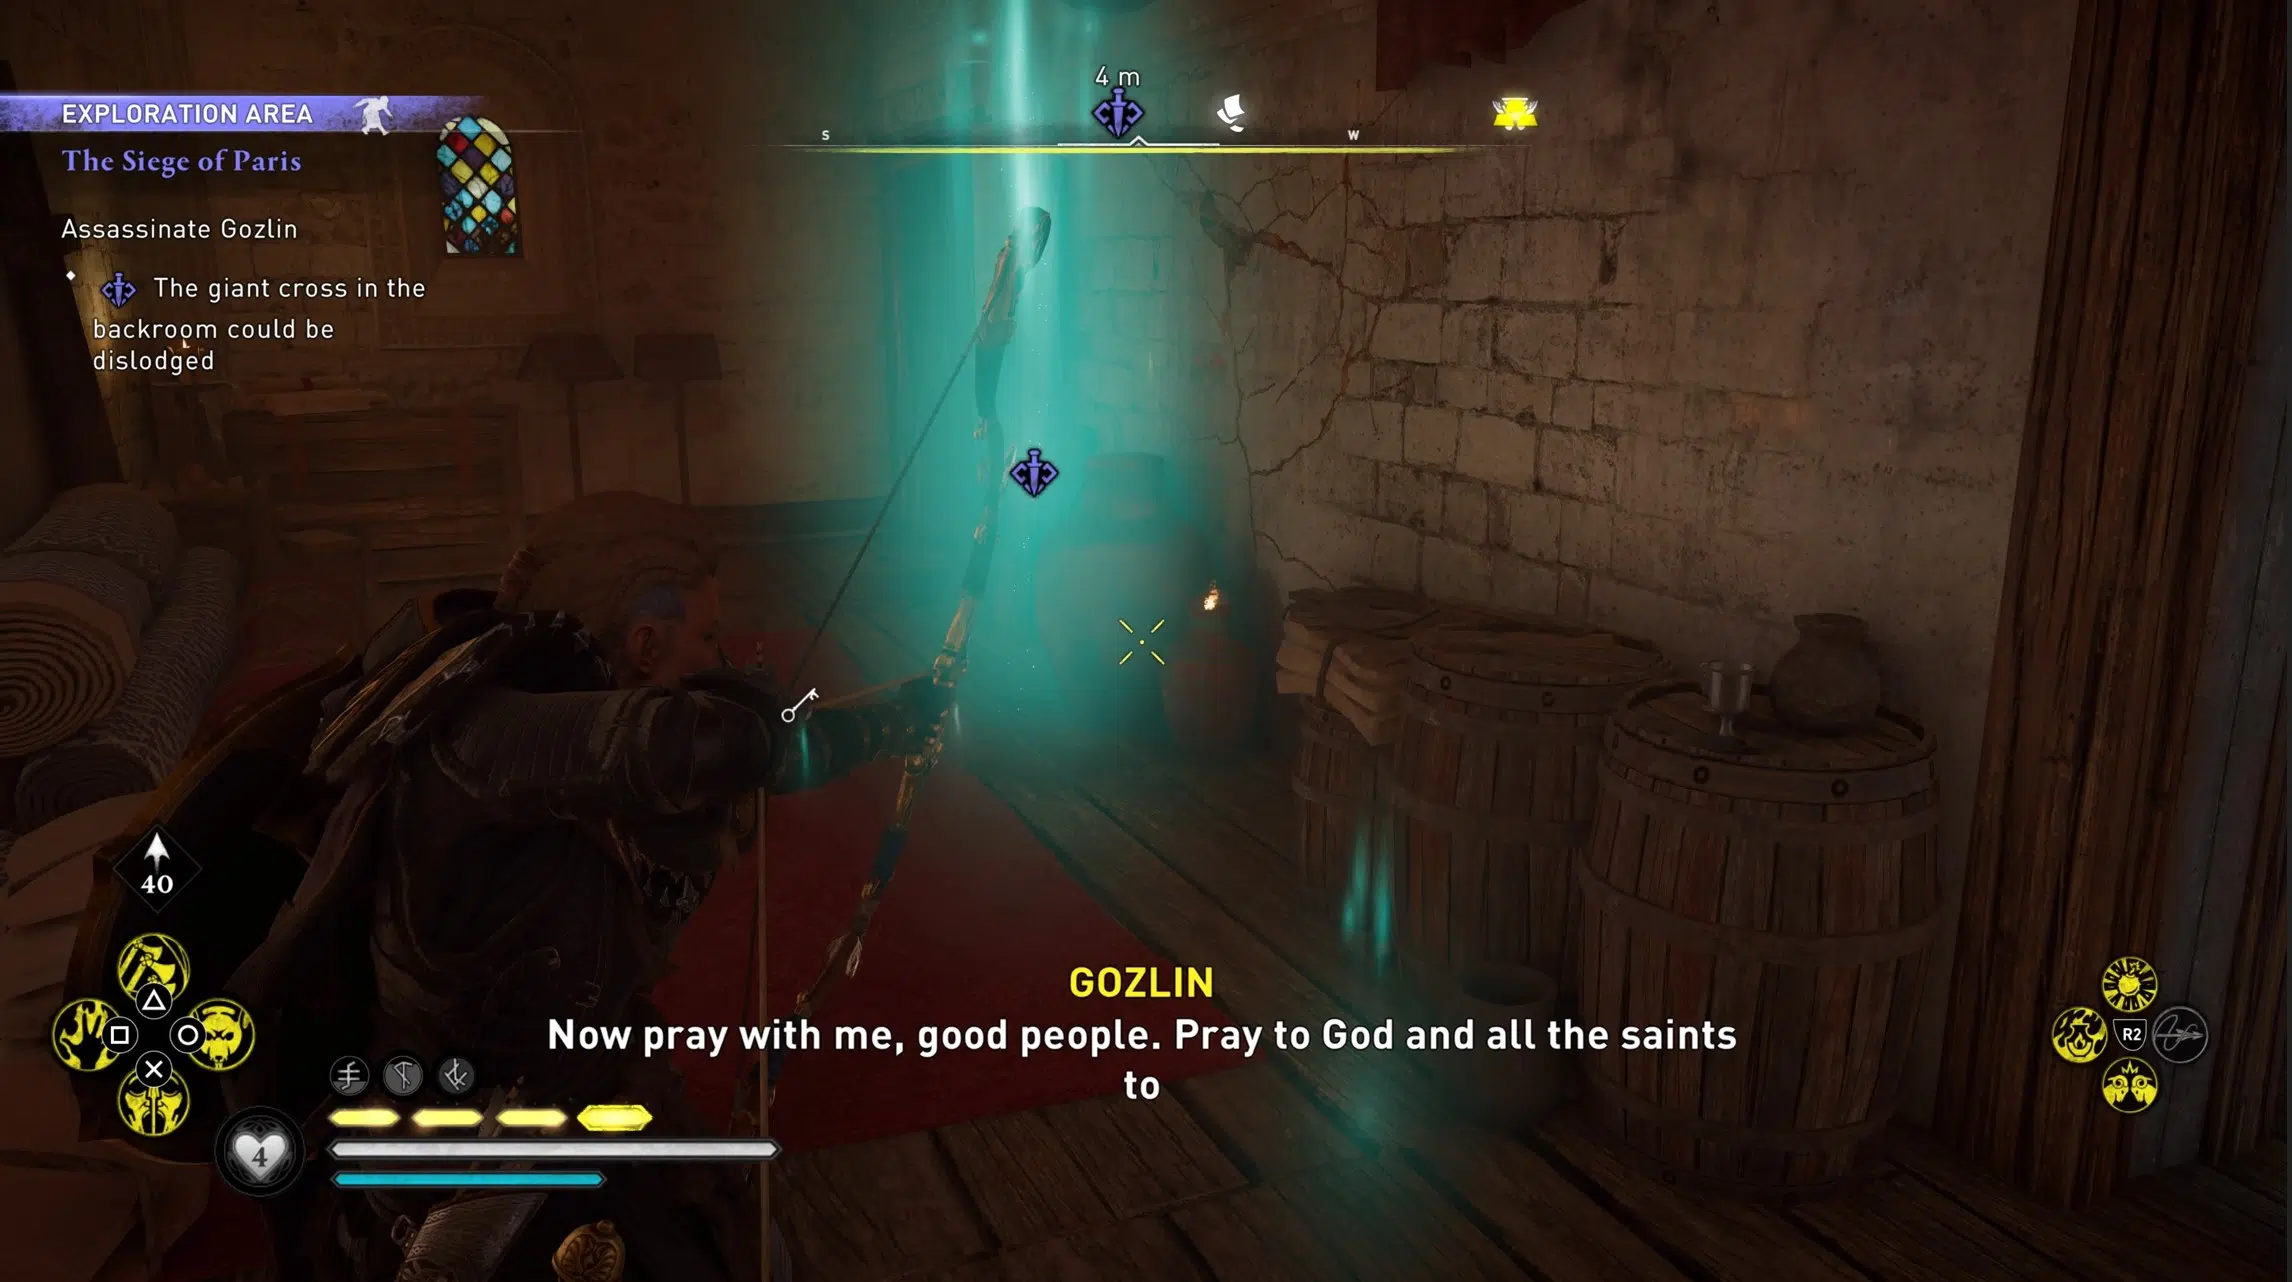 4 m
S
W
EXPLORATION AREA
The Siege of Paris
Assassinate Gozlin
The giant cross in the
backroom could be
dislodged
40
4
R2
GOZLIN
Now pray with me, good people. Pray to God and all the saints
to